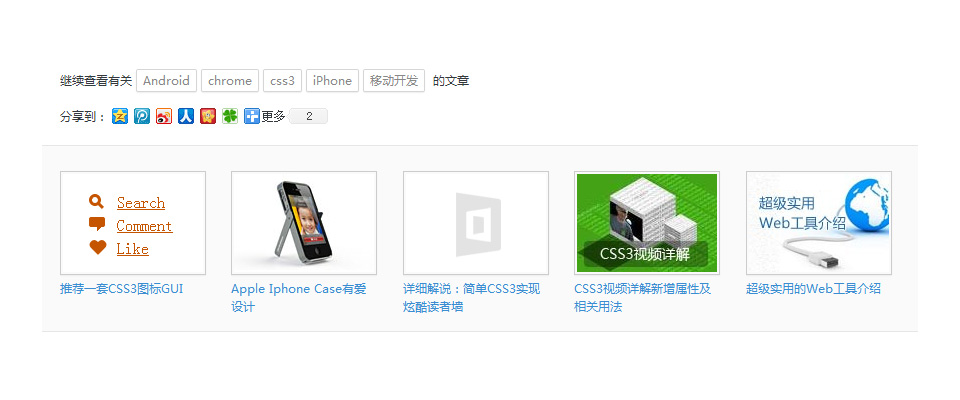 继续查看有关 Android chrome css3 iPhone 移动开发 的文章
分享到： 更多 2
Search
Comment
Like
CSS3视频详解
超级实用
Web工具介绍
推荐一套CSS3图标GUI
Apple Iphone Case有爱
设计
详细解说：简单CSS3实现
炫酷读者墙
CSS3视频详解新增属性及
相关用法
超级实用的Web工具介绍